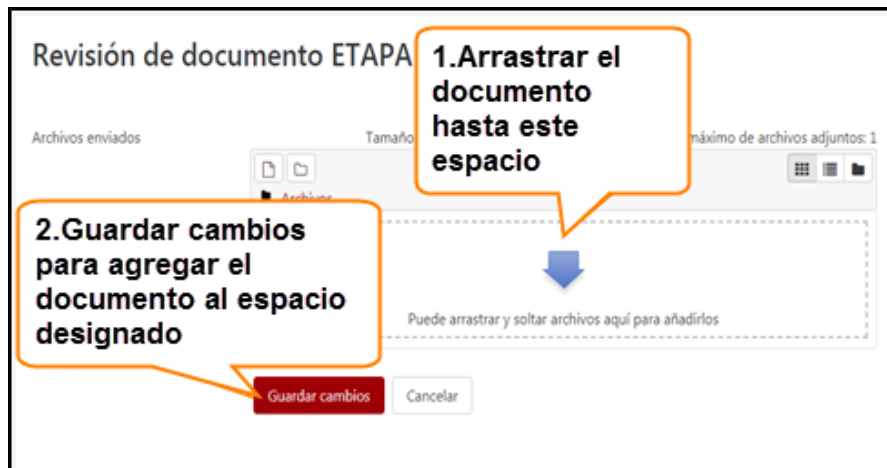 Revisión de documento ETAPA
1.Arrastrar el
documento
hasta este
espacio
Archivos enviados
Tamaño
máximo de archivos adjuntos: 1
Archivos
2.Guardar cambios
para agregar el
documento al espacio
designado
Puede arrastrar y soltar archivos aquí para añadirlos
Guardar cambios
Cancelar